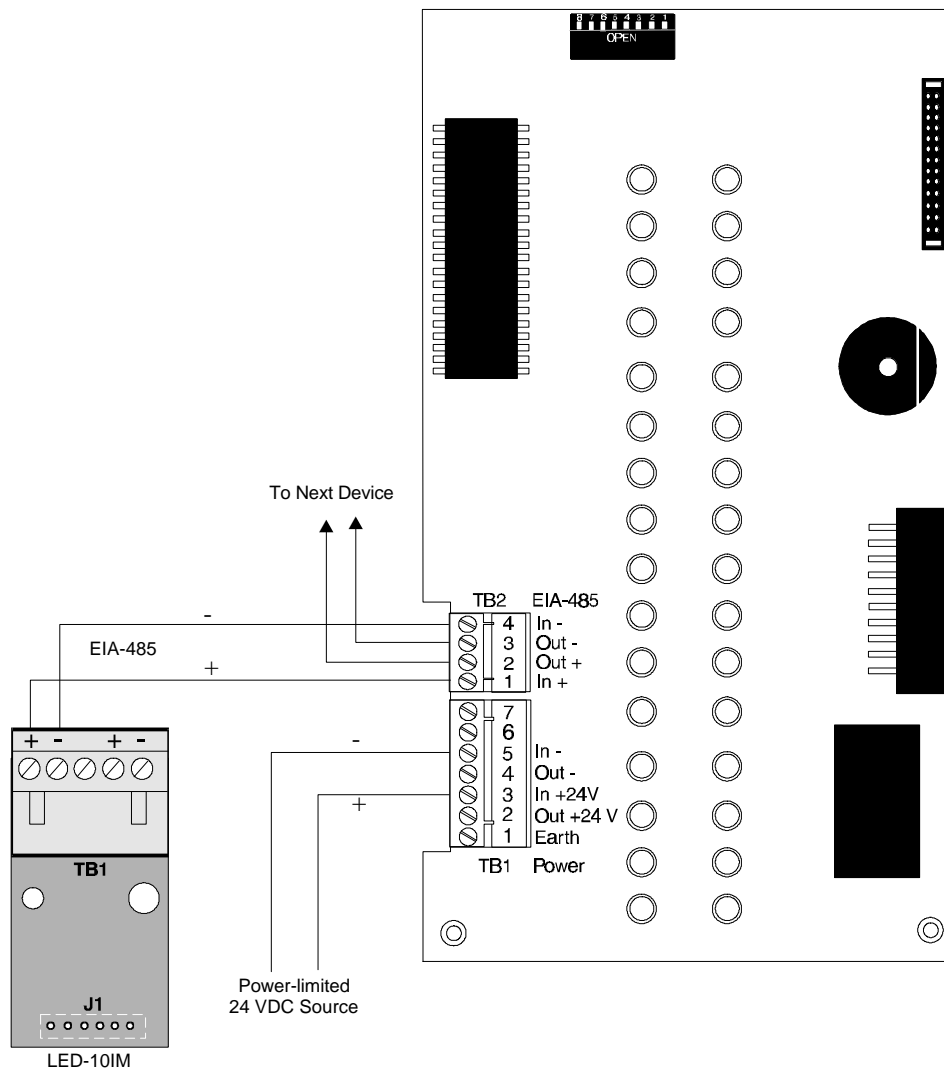 8 7 6 5 4 3 2 1
OPEN
To Next Device
TB2 EIA-485
4 In -
3 Out -
2 Out +
1 In +
-
EIA-485
+
7
6
5 In -
4 Out -
3 In +24V
2 Out +24 V
1 Earth
TB1 Power
-
+
+ - + -
TB1
J1
LED-10IM
Power-limited
24 VDC Source